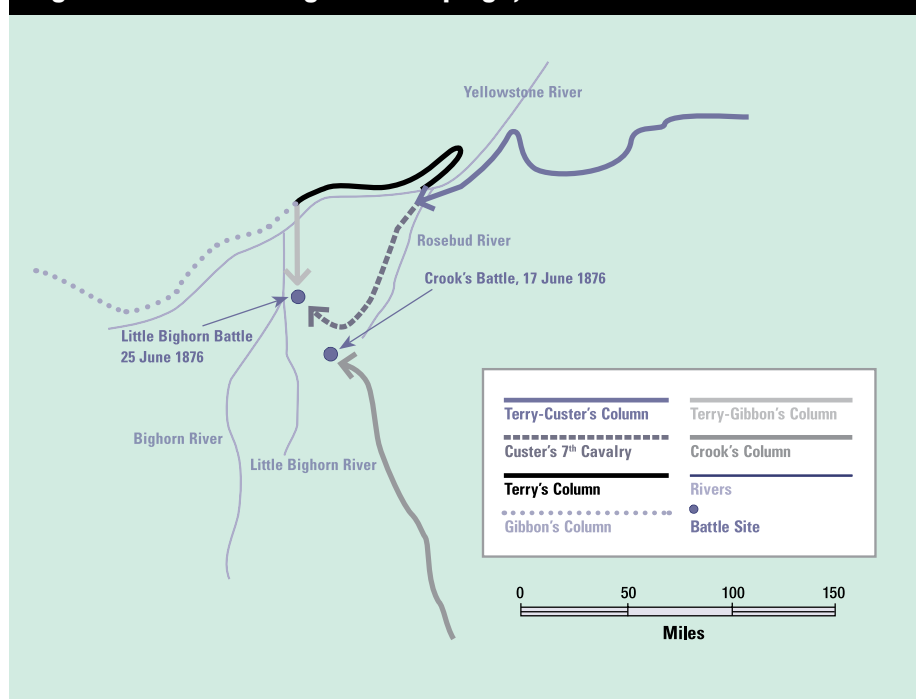 Yellowstone River
Rosebud River
Crook's Battle, 17 June 1876
Little Bighorn Battle
25 June 1876
Bighorn River
Little Bighorn River
Terry-Custer's Column
Terry-Gibbon's Column
Custer's 7th Cavalry
Crook's Column
Terry's Column
Rivers
Gibbon's Column
Battle Site
0 50 100 150
Miles